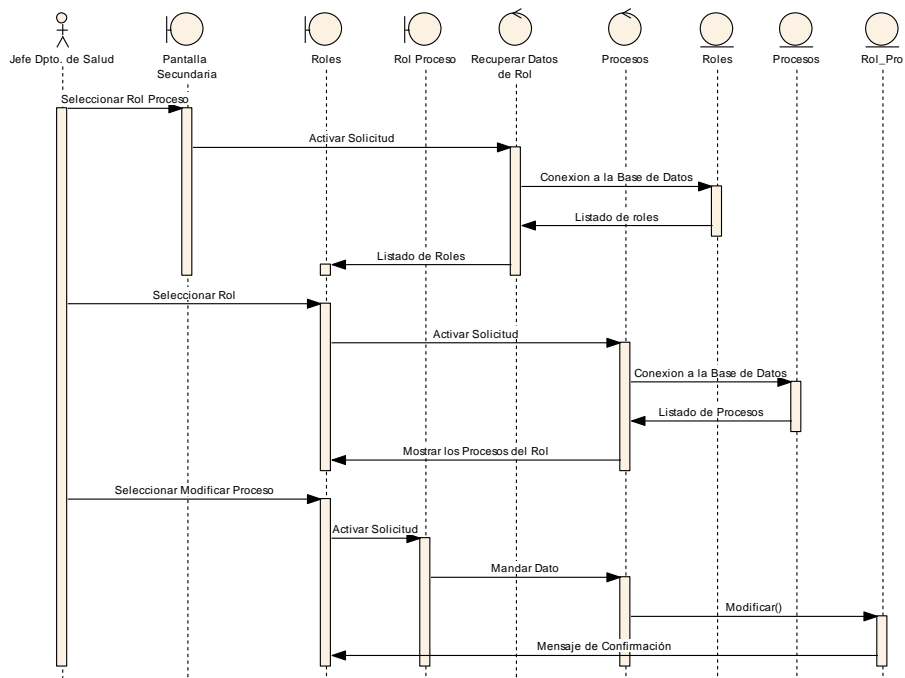 Jefe Dpto. de Salud
Pantalla
Secundaria
Roles
Rol Proceso
Recuperar Datos
de Rol
Procesos
Roles
Procesos
Rol_Pro
Seleccionar Rol Proceso
Activar Solicitud
Conexion a la Base de Datos
Listado de roles
Listado de Roles
Seleccionar Rol
Activar Solicitud
Conexion a la Base de Datos
Listado de Procesos
Mostrar los Procesos del Rol
Seleccionar Modificar Proceso
Activar Solicitud
Mandar Dato
Modificar()
Mensaje de Confirmación